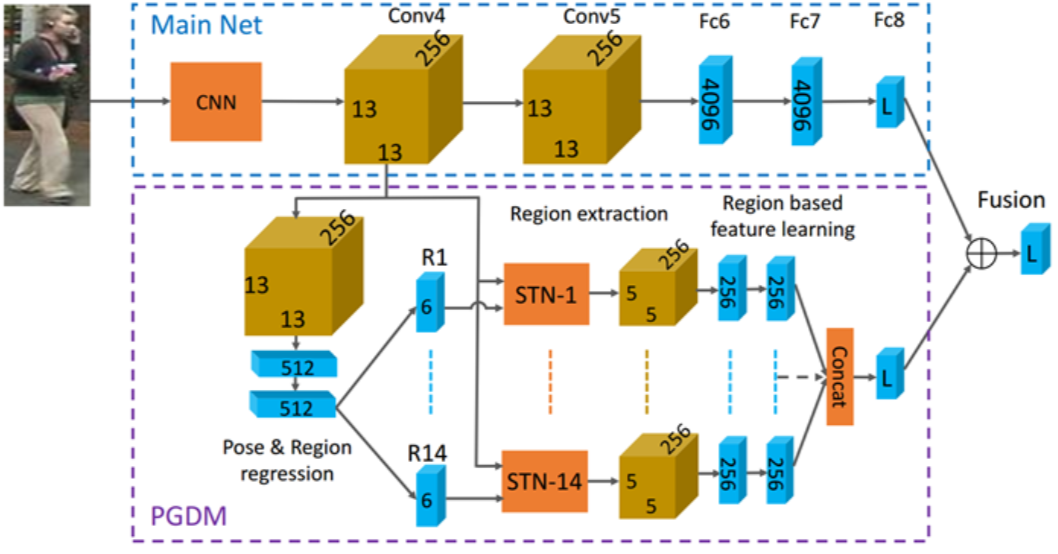 Main Net
Conv4
Conv5
Fc6
Fc7
Fc8
CNN
256
13
13
256
13
13
4096
4096
L
Fusion
L
256
13
13
512
512
Pose & Region
regression
R1
6
R14
6
Region extraction
STN-1
256
5
5
STN-14
256
5
5
Region based
feature learning
256
256
256
256
Concat
L
PGDM